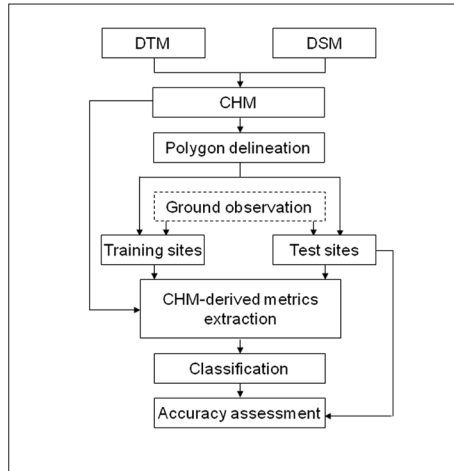 DTM
DSM
CHM
Polygon delineation
Ground observation
Training sites
Test sites
CHM-derived metrics
extraction
Classification
Accuracy assessment